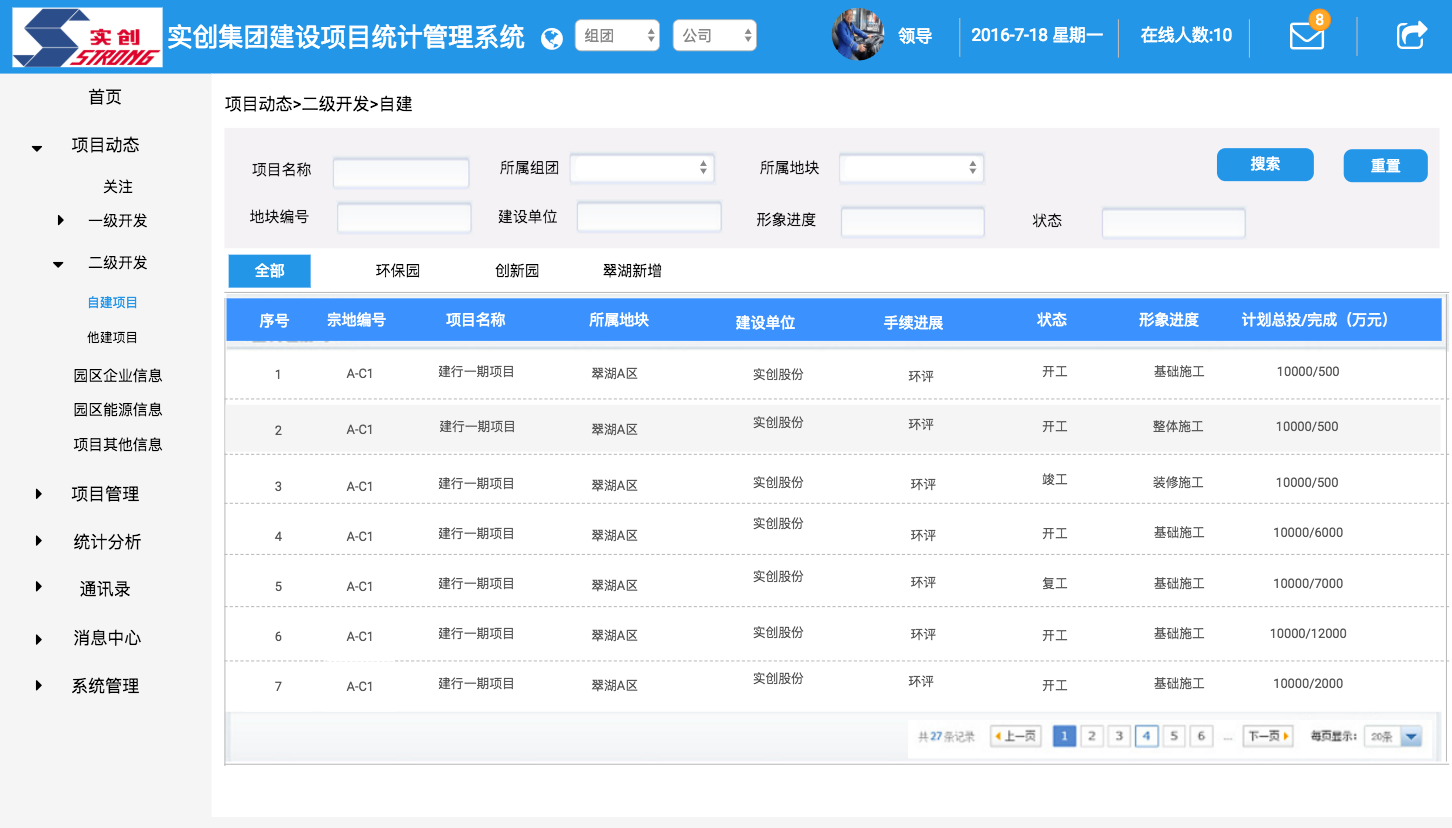 实创
STRONG
实创集团建设项目统计管理系统 组团 公司 领导 2016-7-18 星期一 在线人数:10 8
首页
项目动态
关注
一级开发
二级开发
自建项目
他建项目
园区企业信息
园区能源信息
项目其他信息
项目管理
统计分析
通讯录
消息中心
系统管理
项目动态>二级开发>自建
项目名称 所属组团 所属地块 搜索 重置
地块编号 建设单位 形象进度 状态
全部 环保园 创新园 翠湖新增
序号 宗地编号 项目名称 所属地块 建设单位 手续进展 状态 形象进度 计划总投/完成（万元）
1 A-C1 建行一期项目 翠湖A区 实创股份 环评 开工 基础施工 10000/500
2 A-C1 建行一期项目 翠湖A区 实创股份 环评 开工 整体施工 10000/500
3 A-C1 建行一期项目 翠湖A区 实创股份 环评 竣工 装修施工 10000/500
4 A-C1 建行一期项目 翠湖A区 实创股份 环评 开工 基础施工 10000/6000
5 A-C1 建行一期项目 翠湖A区 实创股份 环评 复工 基础施工 10000/7000
6 A-C1 建行一期项目 翠湖A区 实创股份 环评 开工 基础施工 10000/12000
7 A-C1 建行一期项目 翠湖A区 实创股份 环评 开工 基础施工 10000/2000
共27条记录 上一页 1 2 3 4 5 6 ... 下一页 每页显示: 20条